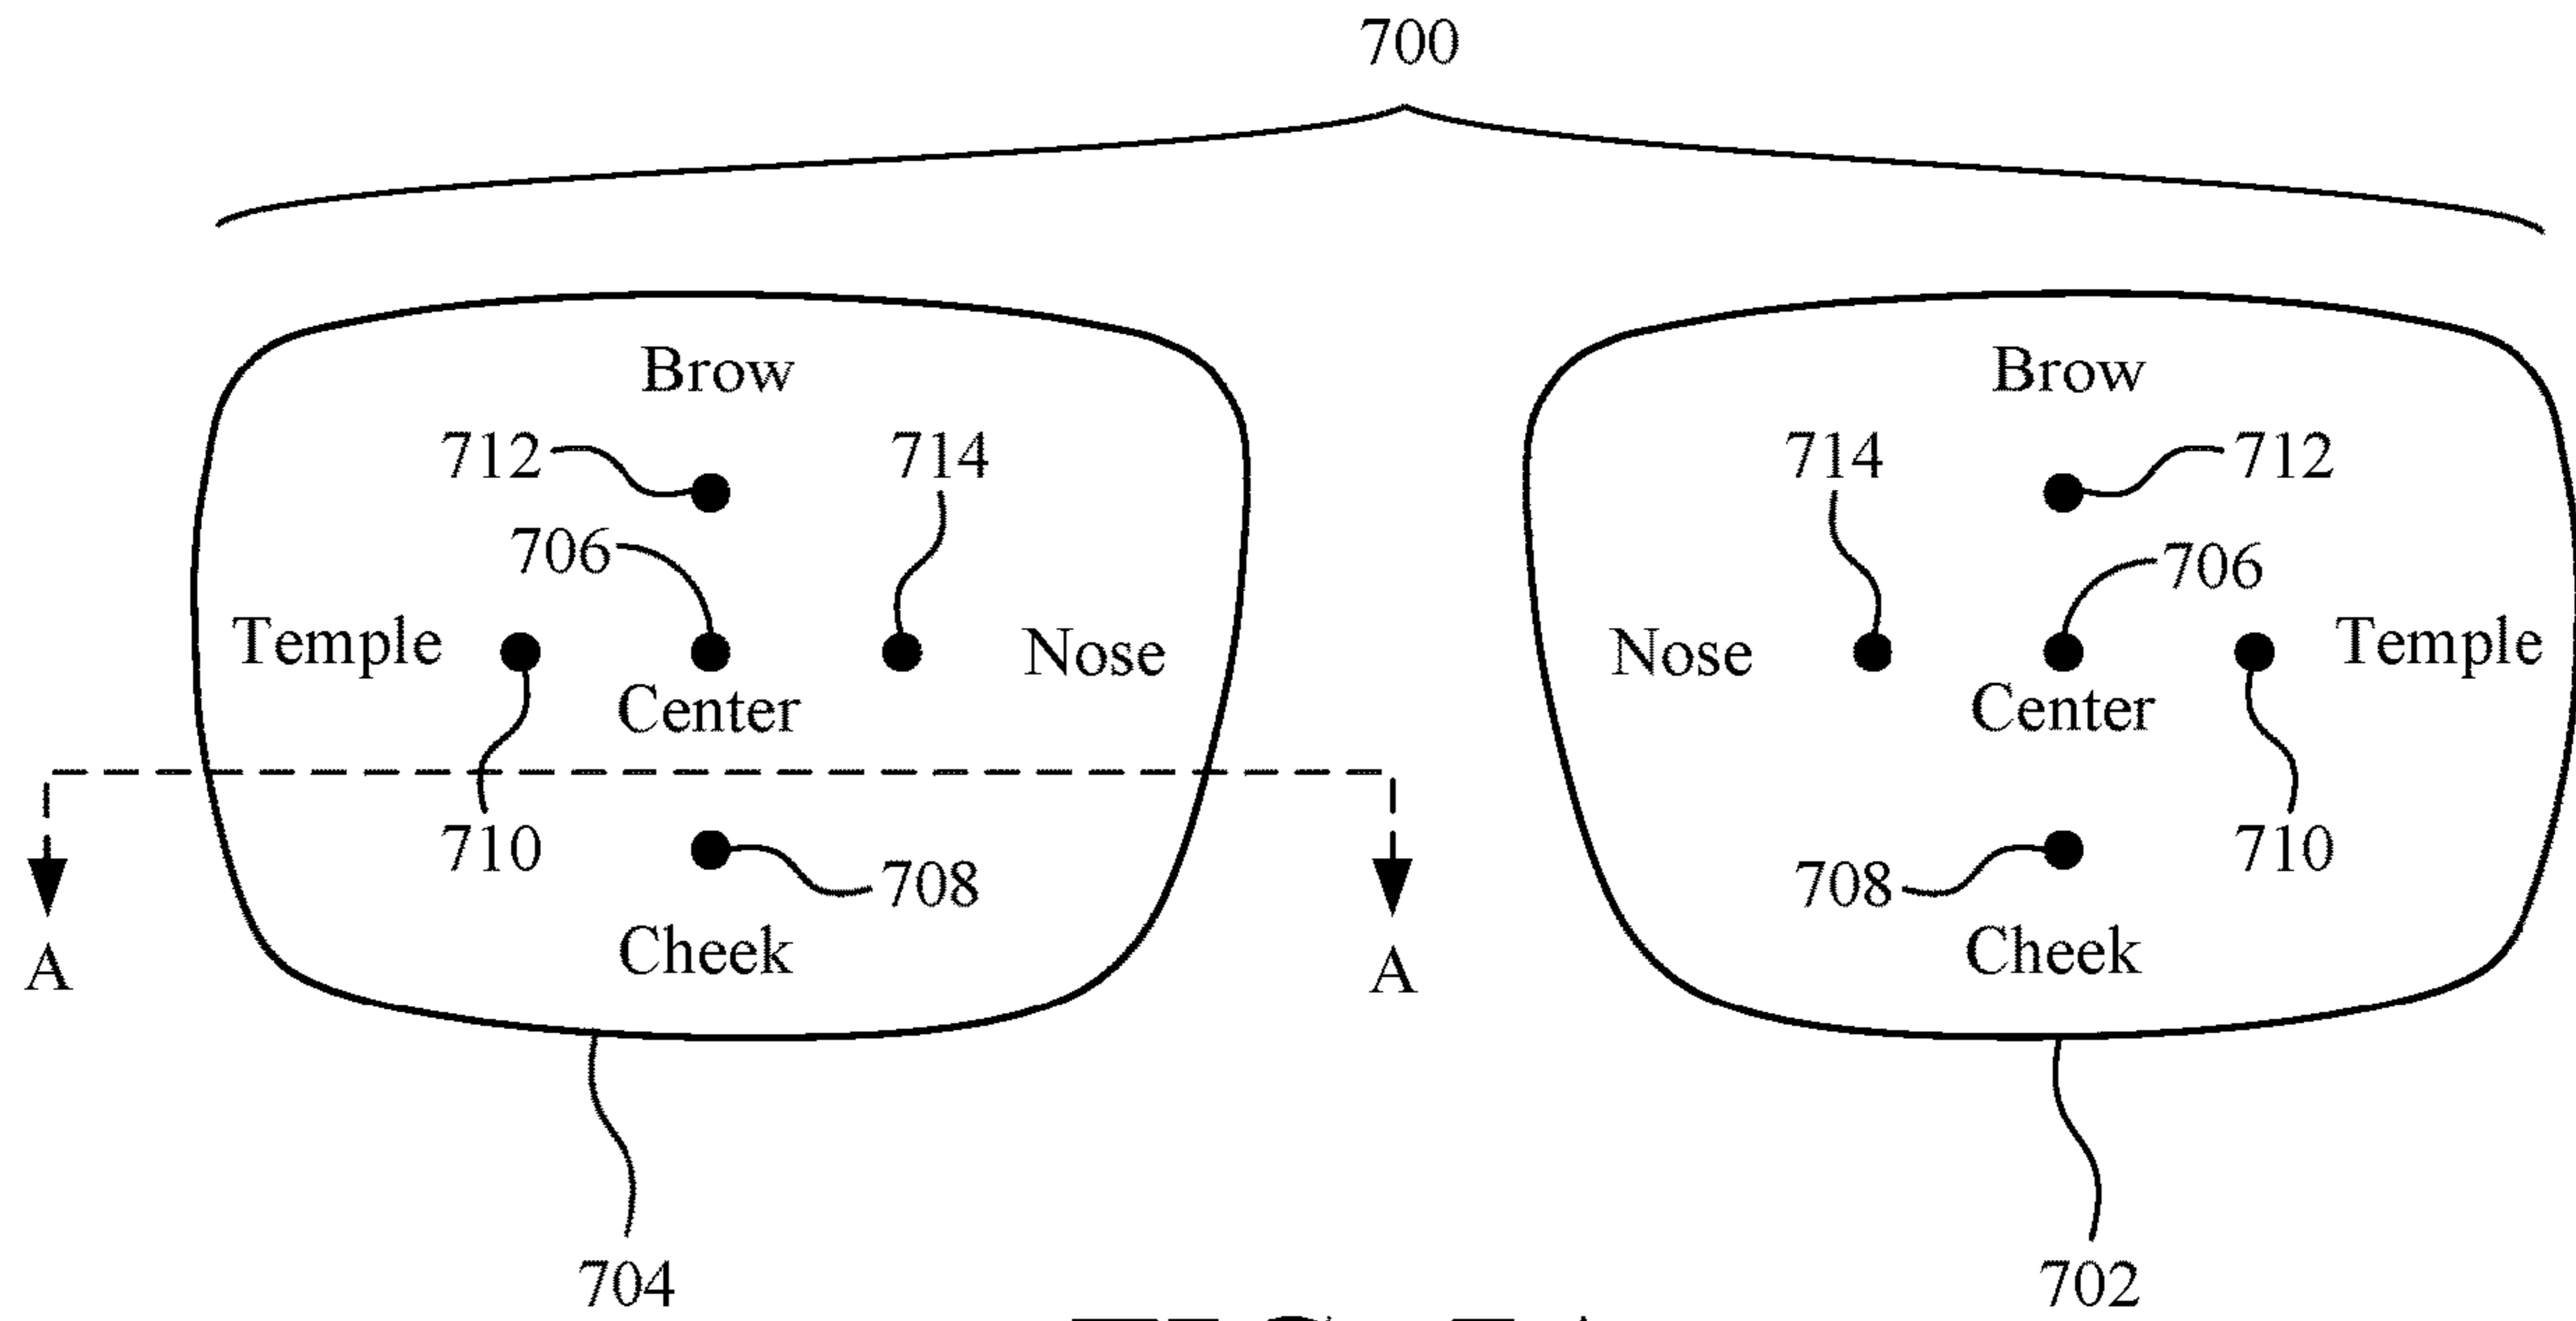 700
Brow Brow
712 714 714 712
706 706
Temple Nose Nose Temple
Center Center
710 708 708 710
Cheek Cheek
A A
704 702